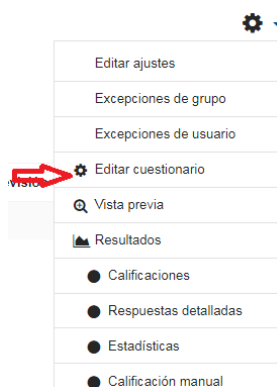 Editar ajustes
Excepciones de grupo
Excepciones de usuario
Editar cuestionario
Vista previa
Resultados
Calificaciones
Respuestas detalladas
Estadísticas
Calificación manual